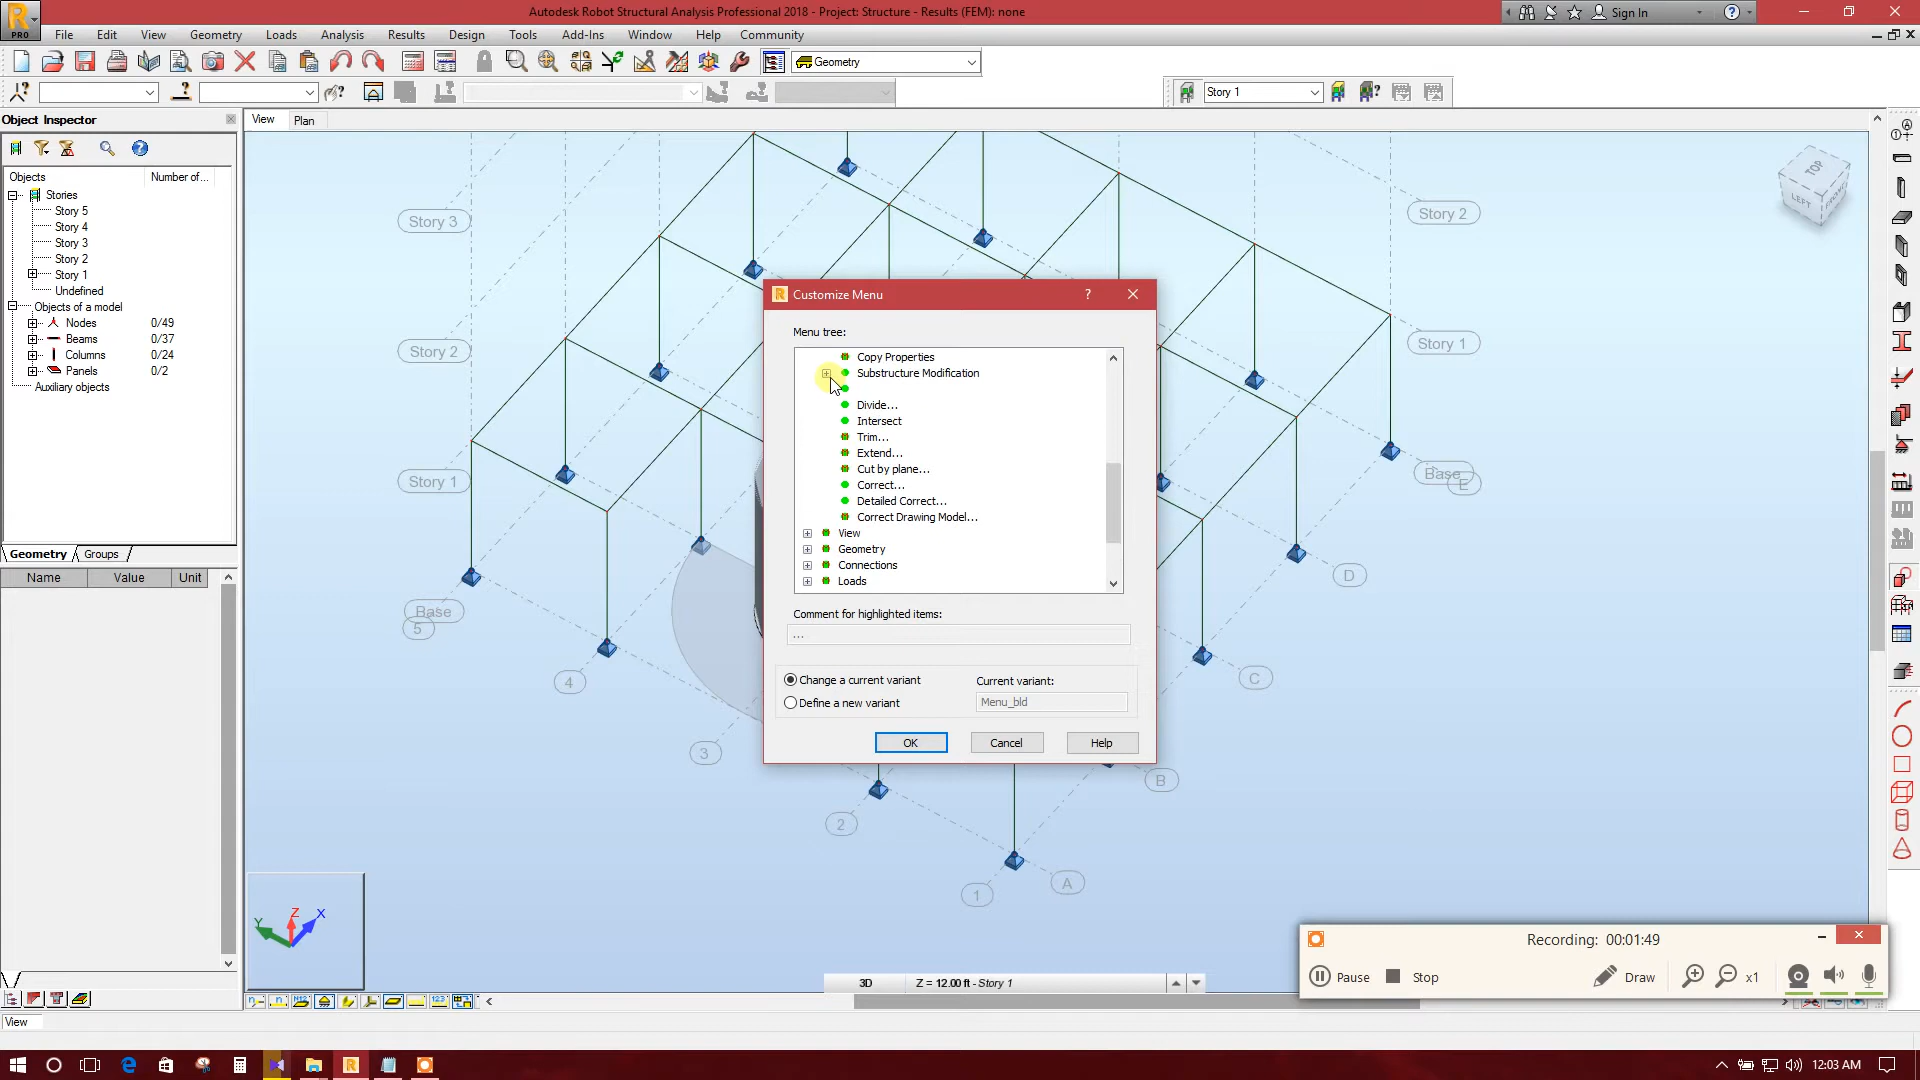 Autodesk Robot Structural Analysis Professional 2018 - Project: Structure - Results (FEM): none
Sign In
PRO
File Edit View Geometry Loads Analysis Results Design Tools Add-Ins Window Help Community
Geometry
Story 1
Object Inspector
View Plan
Objects Number of...
Stories
Story 5
Story 4
Story 3
Story 2
Story 1
Undefined
Objects of a model
Nodes 0/49
Beams 0/37
Columns 0/24
Panels 0/2
Auxiliary objects
Geometry Groups
Name Value Unit
Story 3
Story 2
Story 1
Base
5
4
3
2
1
A
B
C
D
E
Base
Story 1
Story 2
TOP
LEFT
FRONT
Customize Menu
Menu tree:
Copy Properties
Substructure Modification
Divide...
Intersect
Trim...
Extend...
Cut by plane...
Correct...
Detailed Correct...
Correct Drawing Model...
View
Geometry
Connections
Loads
Comment for highlighted items:
...
Change a current variant
Define a new variant
Current variant:
Menu_bld
OK Cancel Help
Y Z X
3D Z = 12.00 ft - Story 1
Recording: 00:01:49
Pause Stop Draw x1
View
12:03 AM